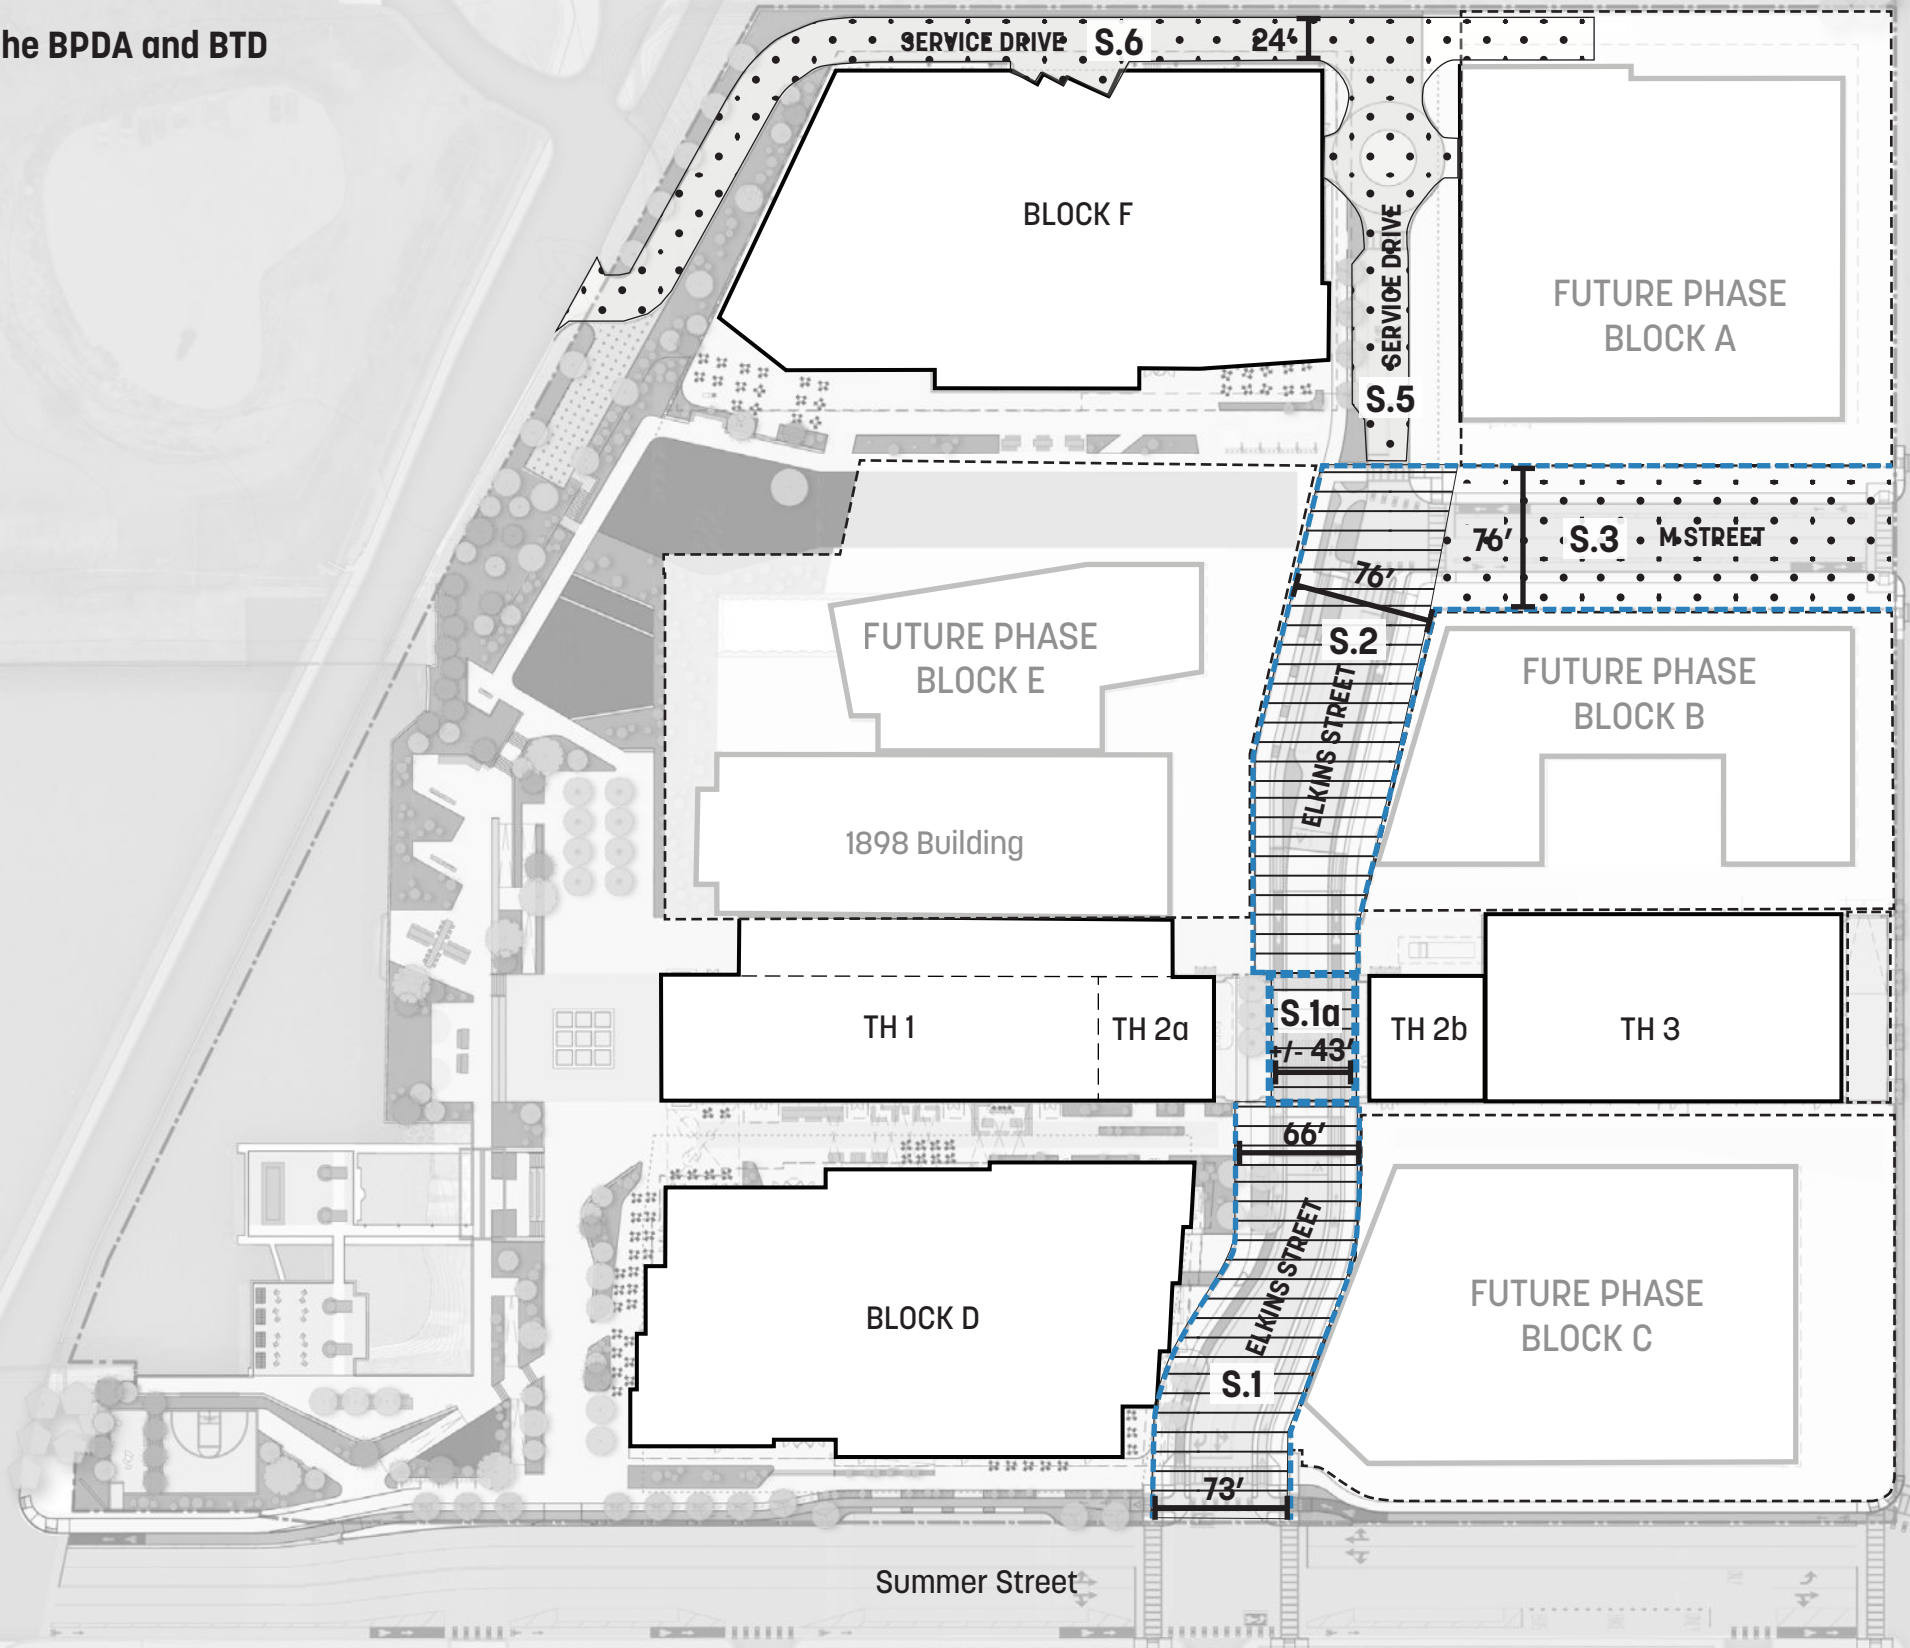 he BPDA and BTD
SERVICE DRIVE
S.6
24'
BLOCK F
SERVICE DRIVE
S.5
FUTURE PHASE
BLOCK A
76'
S.3
M STREET
76'
S.2
ELKINS STREET
FUTURE PHASE
BLOCK E
FUTURE PHASE
BLOCK B
1898 Building
TH 1
TH 2a
S.1a
+/- 43'
TH 2b
TH 3
66'
ELKINS STREET
S.1
BLOCK D
FUTURE PHASE
BLOCK C
73'
Summer Street